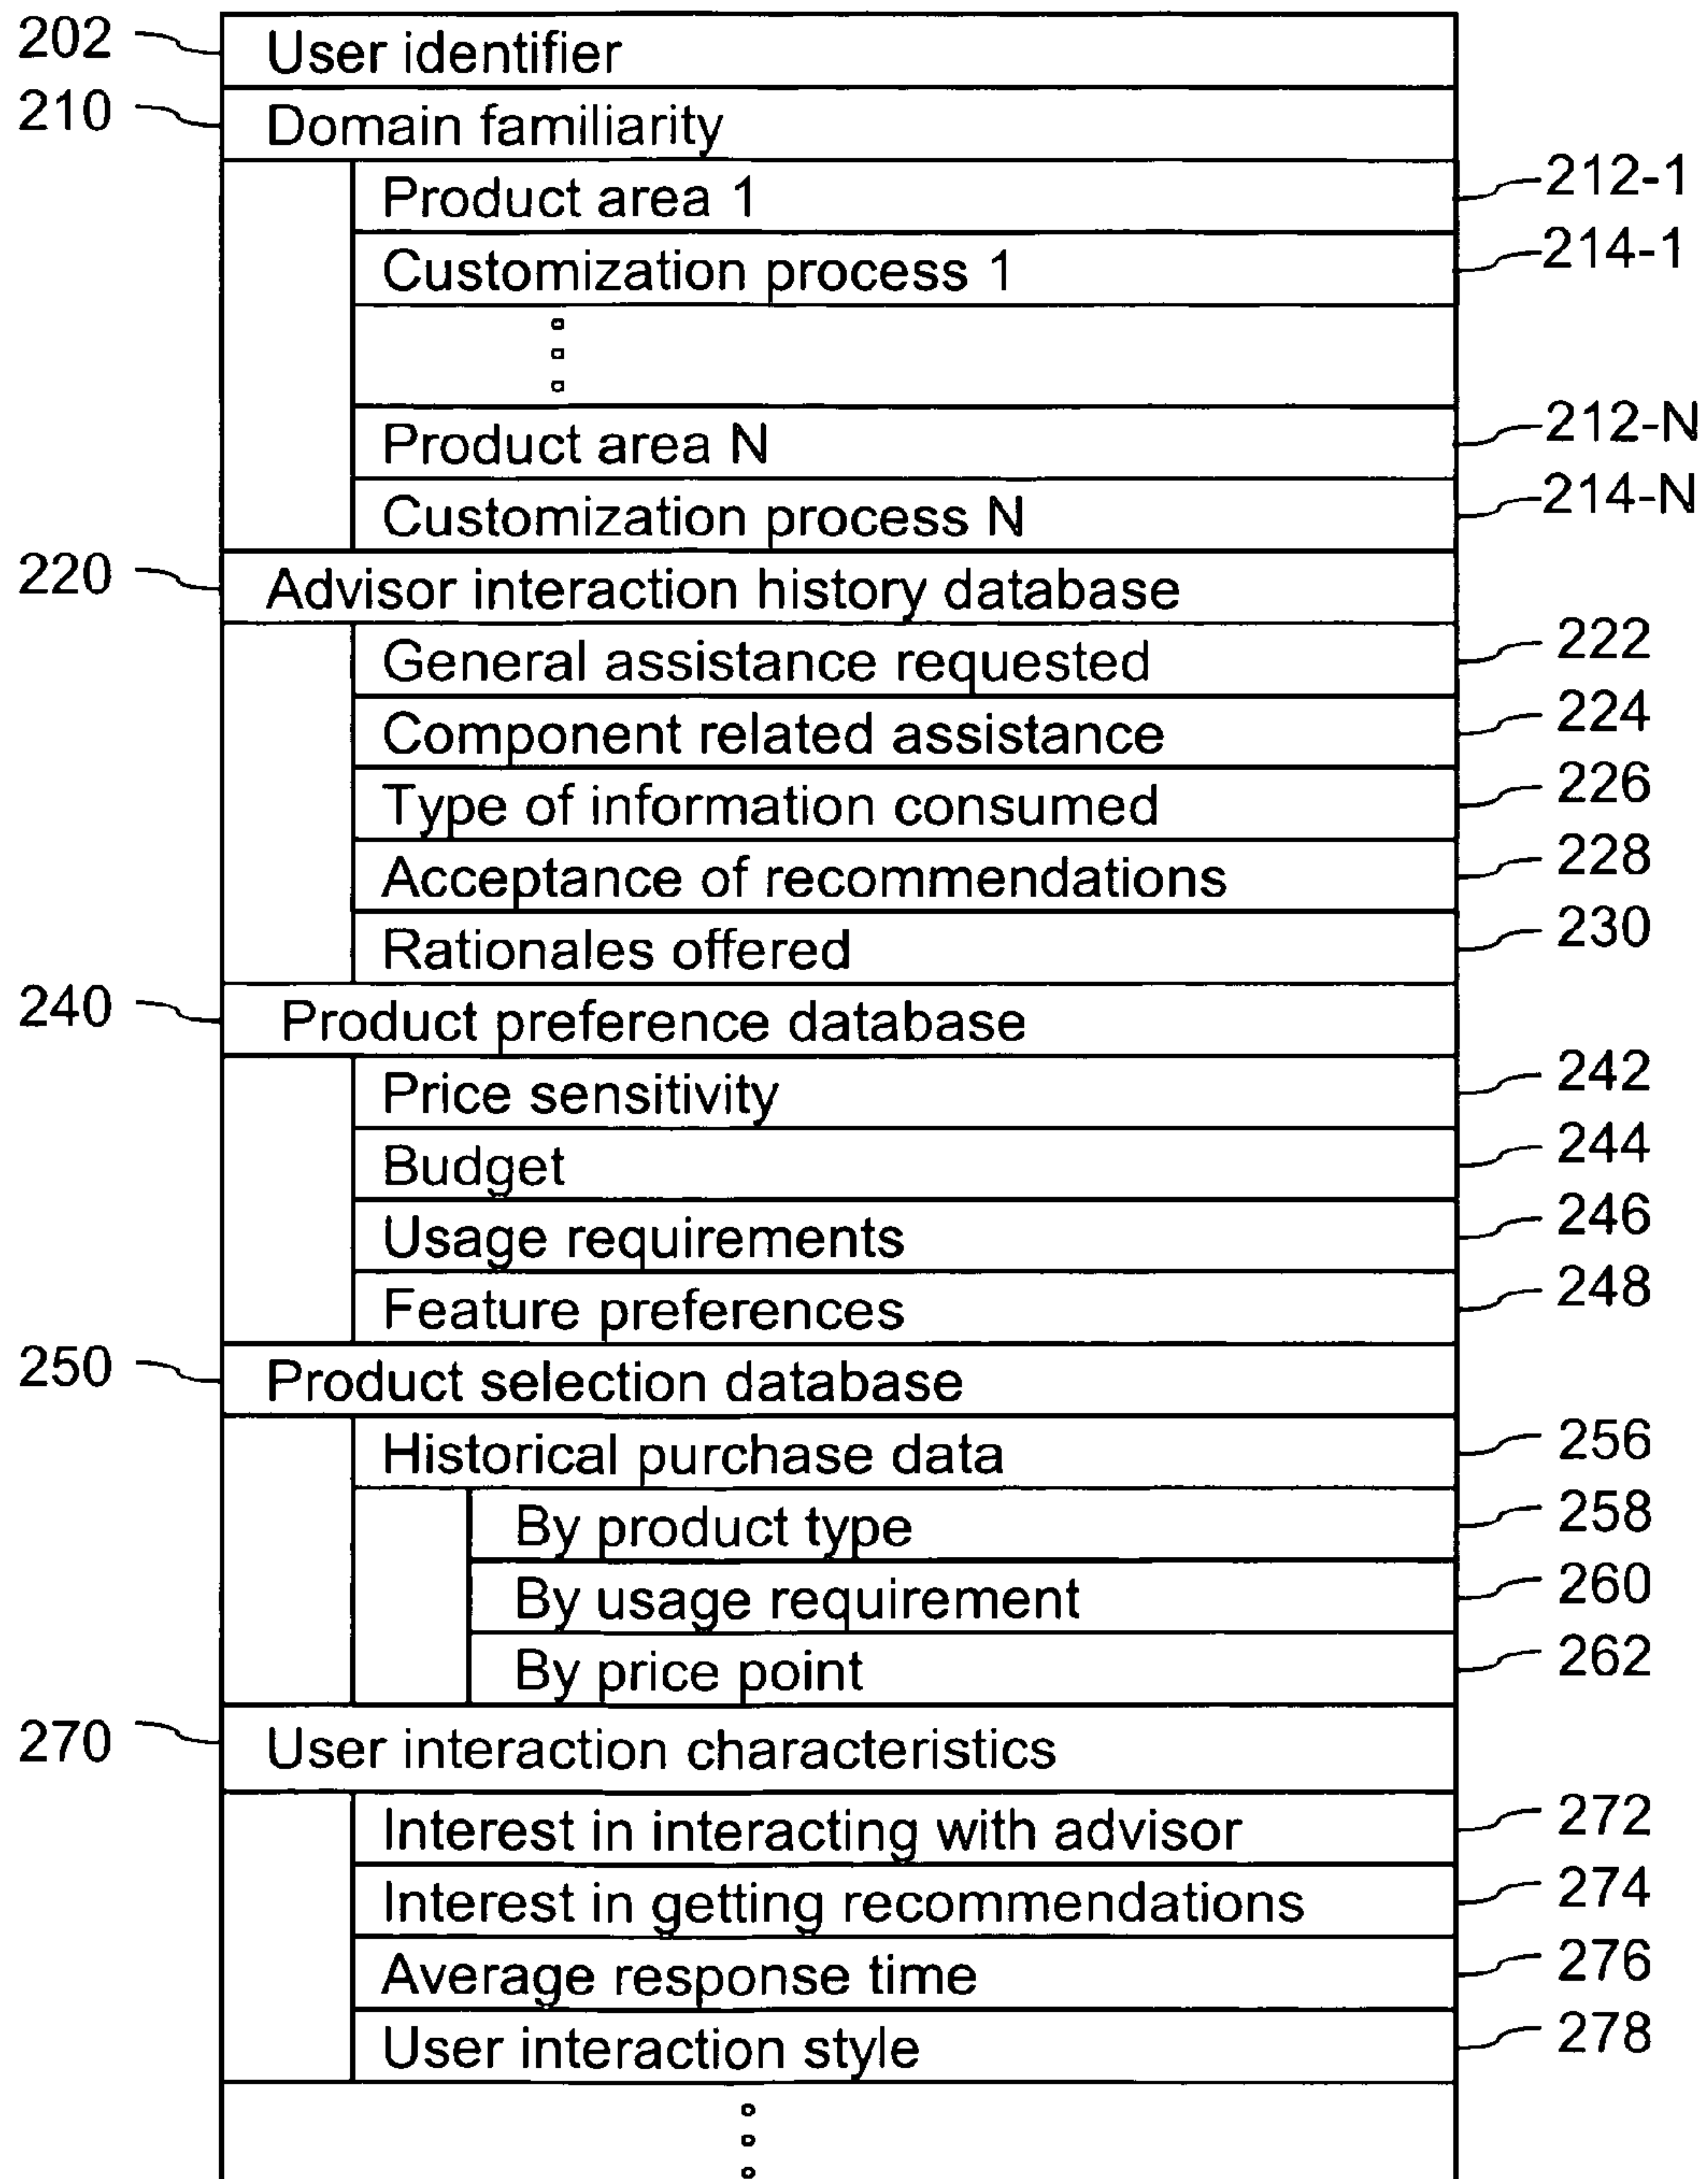 202 User identifier
210 Domain familiarity
Product area 1 212-1
Customization process 1 214-1
Product area N 212-N
Customization process N 214-N
220 Advisor interaction history database
General assistance requested 222
Component related assistance 224
Type of information consumed 226
Acceptance of recommendations 228
Rationales offered 230
240 Product preference database
Price sensitivity 242
Budget 244
Usage requirements 246
Feature preferences 248
250 Product selection database
Historical purchase data 256
By product type 258
By usage requirement 260
By price point 262
270 User interaction characteristics
Interest in interacting with advisor 272
Interest in getting recommendations 274
Average response time 276
User interaction style 278